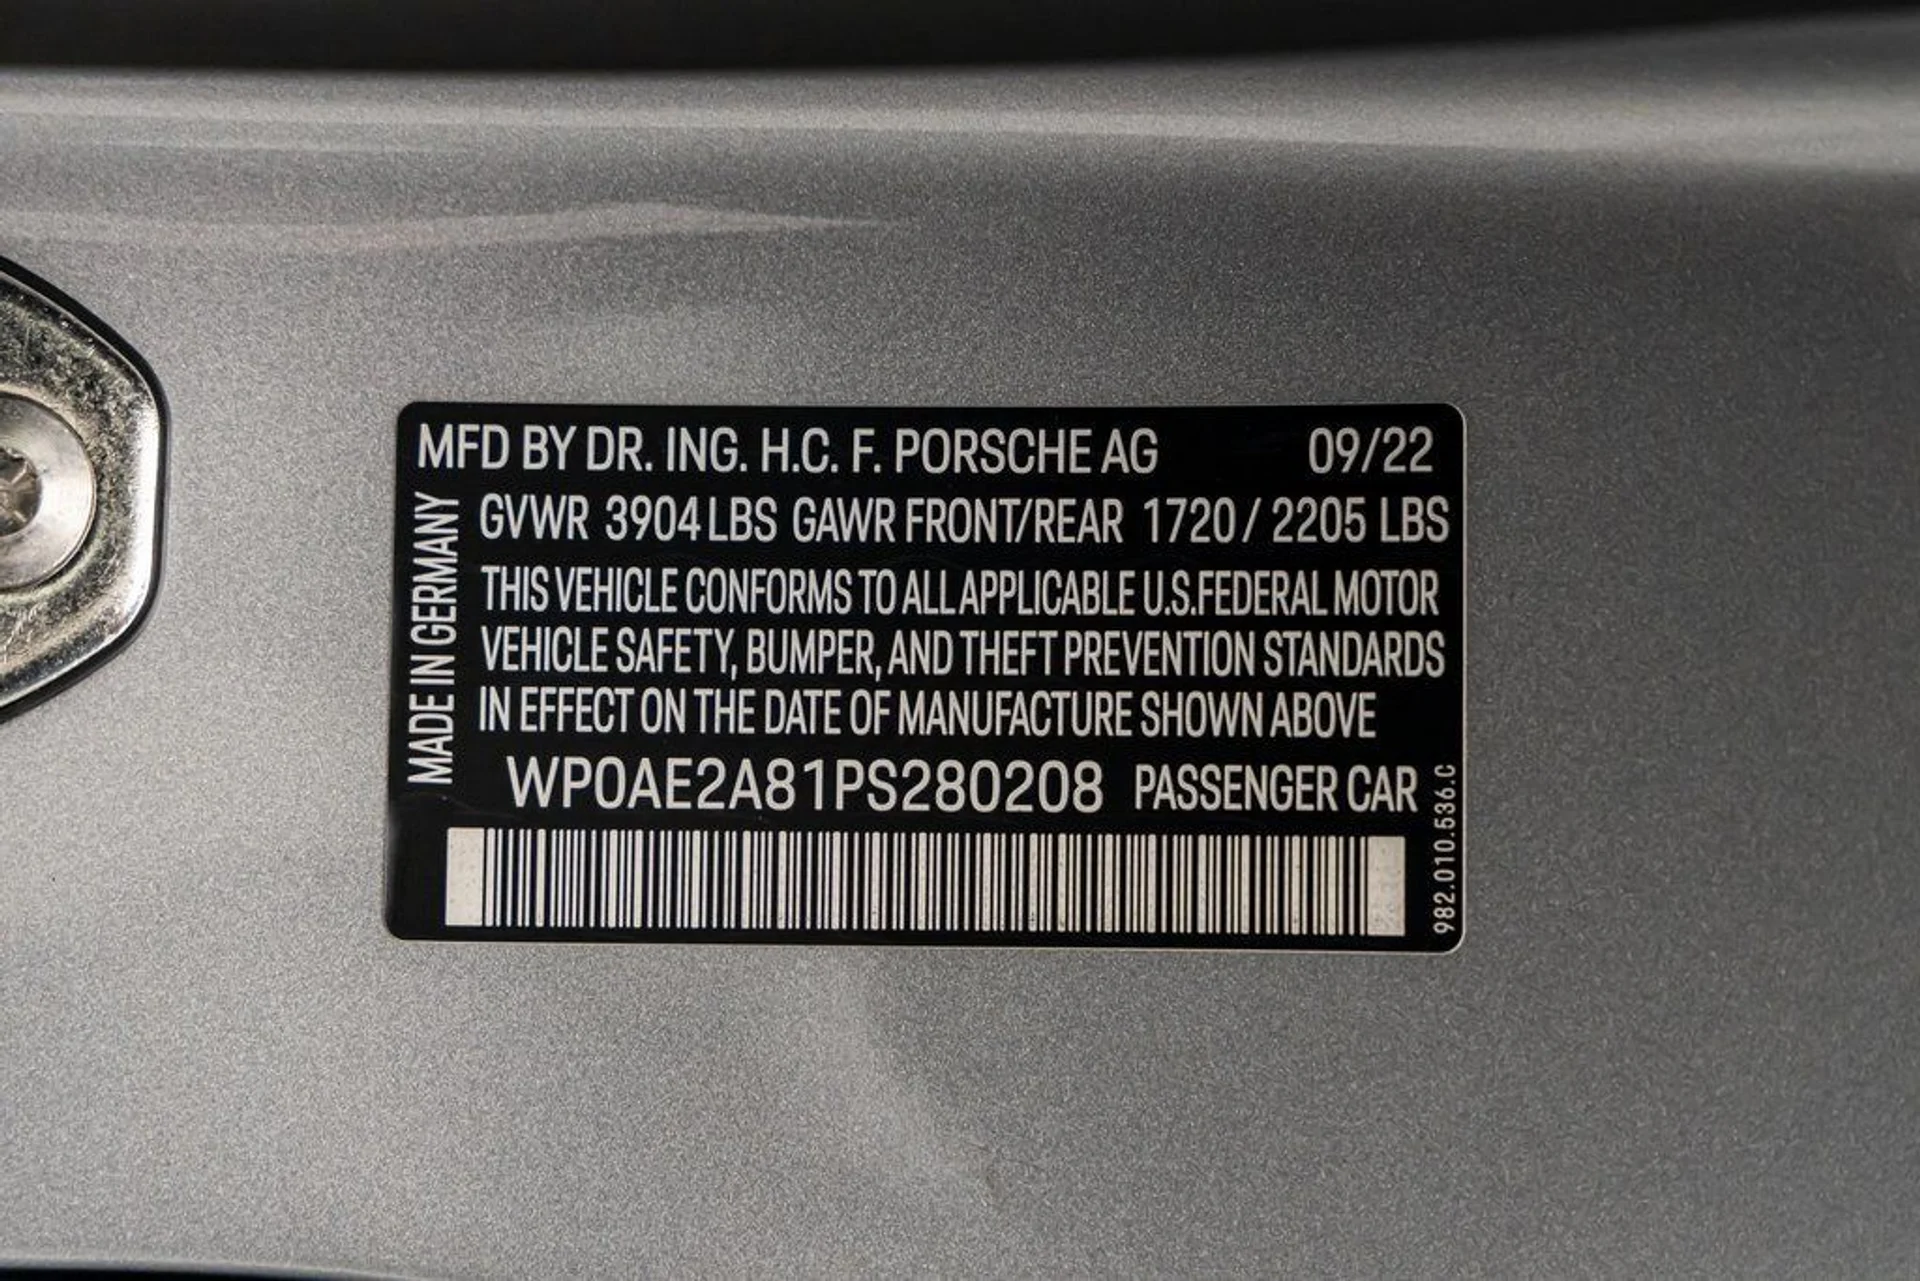 MFD BY DR. ING. H.C. F. PORSCHE AG 09/22
GVWR 3904 LBS GAWR FRONT/REAR 1720 / 2205 LBS
THIS VEHICLE CONFORMS TO ALL APPLICABLE U.S.FEDERAL MOTOR
VEHICLE SAFETY, BUMPER, AND THEFT PREVENTION STANDARDS
IN EFFECT ON THE DATE OF MANUFACTURE SHOWN ABOVE
WP0AE2A81PS280208 PASSENGER CAR
MADE IN GERMANY
982.010.536.C